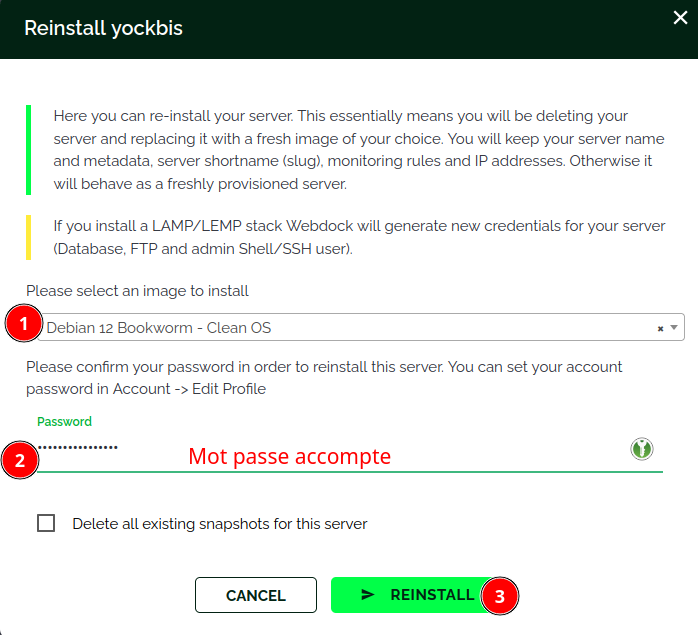 Reinstall yockbis
Here you can re-install your server. This essentially means you will be deleting your
server and replacing it with a fresh image of your choice. You will keep your server name
and metadata, server shortname (slug), monitoring rules and IP addresses. Otherwise it
will behave as a freshly provisioned server.
If you install a LAMP/LEMP stack Webdock will generate new credentials for your server
(Database, FTP and admin Shell/SSH user).
Please select an image to install
1 Debian 12 Bookworm - Clean OS
Please confirm your password in order to reinstall this server. You can set your account
password in Account -> Edit Profile
Password
2 Mot passe accompte
Delete all existing snapshots for this server
CANCEL REINSTALL 3